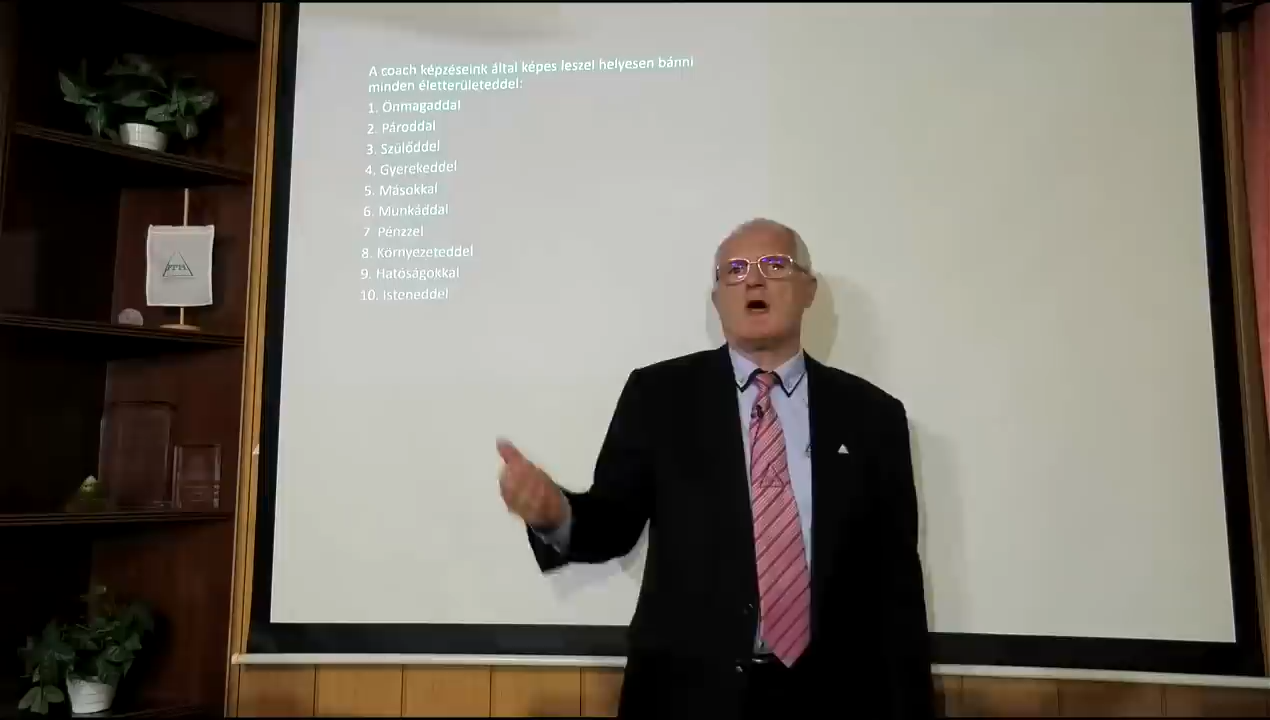 A coach képzéseink által képes leszel helyesen bánni
minden életterületeddel:
1. Önmagaddal
2. Pároddal
3. Szülőddel
4. Gyerekeddel
5. Másokkal
6. Munkáddal
7 Pénzzel
8. Környezeteddel
9. Hatóságokkal
10. Isteneddel